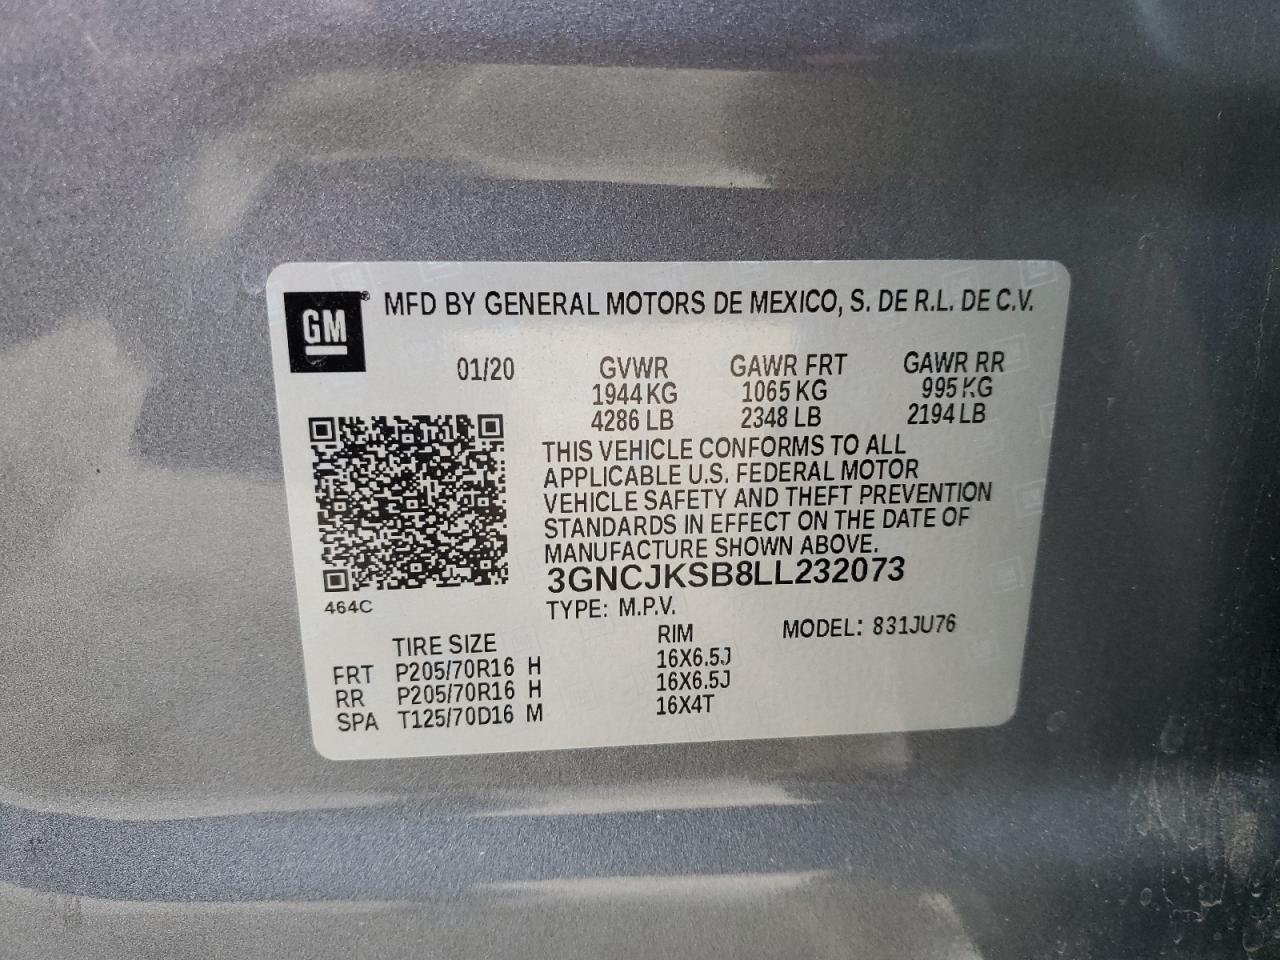 GM
® MFD BY GENERAL MOTORS DE MEXICO, S. DE R.L. DE C.V.
01/20 GVWR GAWR FRT GAWR RR
1944 KG 1065 KG 995 KG
4286 LB 2348 LB 2194 LB
THIS VEHICLE CONFORMS TO ALL
APPLICABLE U.S. FEDERAL MOTOR
VEHICLE SAFETY AND THEFT PREVENTION
STANDARDS IN EFFECT ON THE DATE OF
MANUFACTURE SHOWN ABOVE.
3GNCJKSB8LL232073
464C
TYPE: M.P.V. MODEL: 831JU76
TIRE SIZE RIM
FRT P205/70R16 H 16X6.5J
RR P205/70R16 H 16X6.5J
SPA T125/70D16 M 16X4T